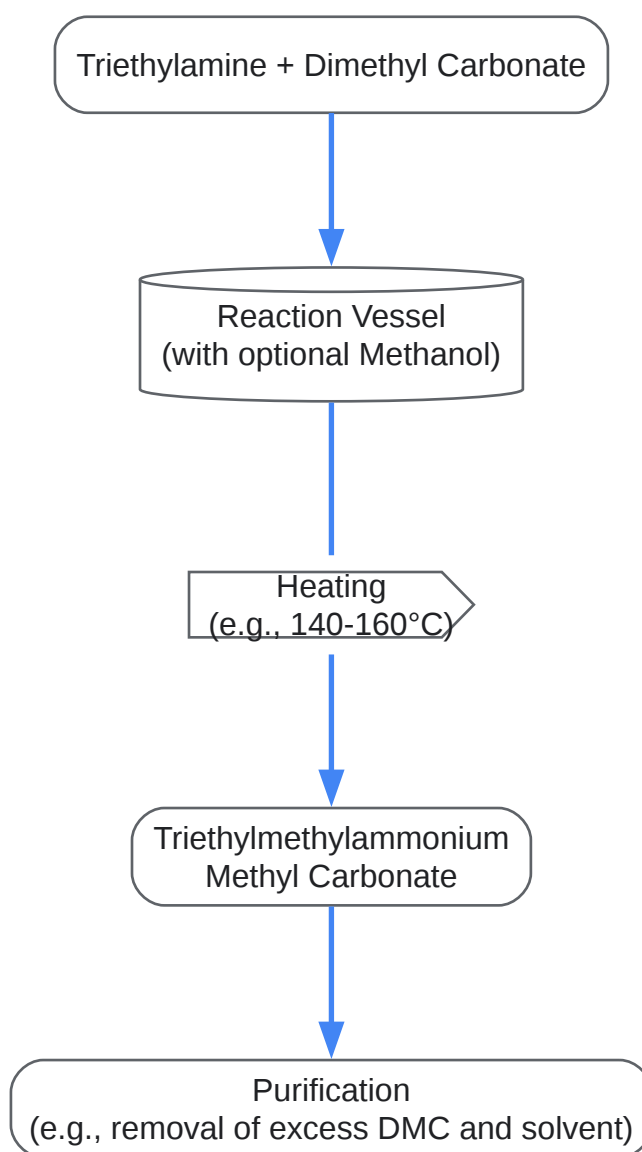 Triethylamine + Dimethyl Carbonate
Reaction Vessel
(with optional Methanol)
Heating
(e.g., 140-160°C)
Triethylmethylammonium
Methyl Carbonate
Purification
(e.g., removal of excess DMC and solvent)